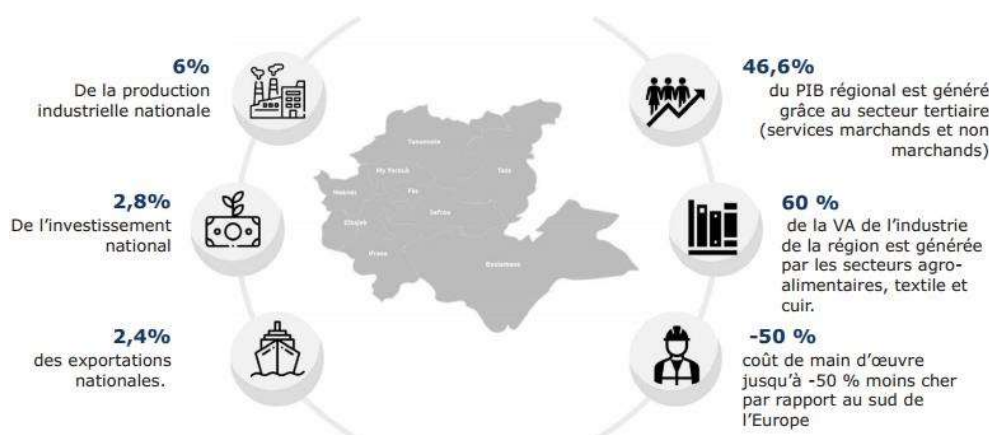 6%
De la production
industrielle nationale
2,8%
De l’investissement
national
2,4%
des exportations
nationales.
Taounate
My Yacoub
Taza
Meknes
Fès
Sefrou
Elhajeb
Ifrane
Boulemane
46,6%
du PIB régional est généré
grâce au secteur tertiaire
(services marchands et non
marchands)
60 %
de la VA de l’industrie
de la région est générée
par les secteurs agro-
alimentaires, textile et
cuir.
-50 %
coût de main d’œuvre
jusqu’à -50 % moins cher
par rapport au sud de
l’Europe